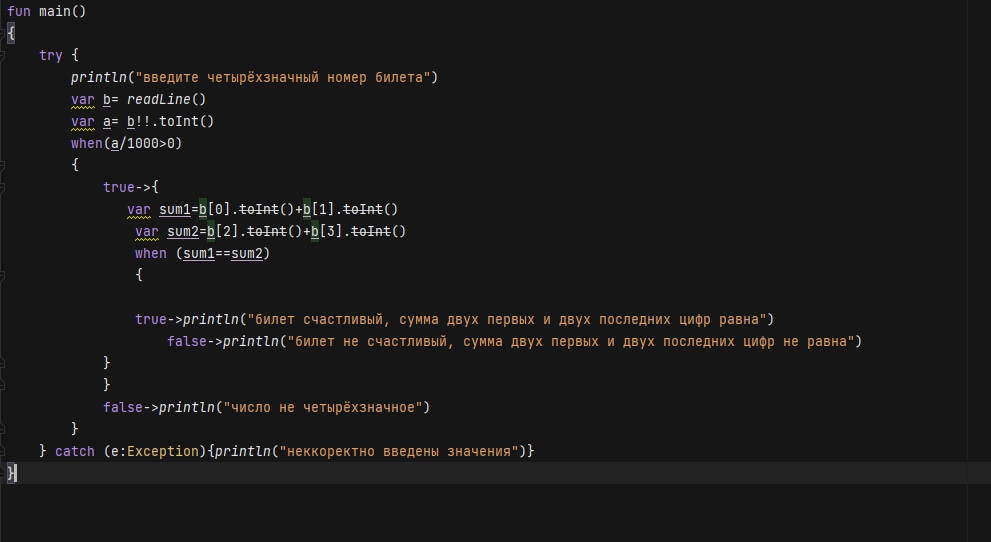 fun main()
{
try {
println("введите четырёхзначный номер билета")
var b= readLine()
var a= b!!.toInt()
when(a/1000>0)
{
true->{
var sum1=b[0].toInt()+b[1].toInt()
var sum2=b[2].toInt()+b[3].toInt()
when (sum1==sum2)
{
true->println("билет счастливый, сумма двух первых и двух последних цифр равна")
false->println("билет не счастливый, сумма двух первых и двух последних цифр не равна")
}
}
false->println("число не четырёхзначное")
}
} catch (e:Exception){println("неккоректно введены значения")}
}